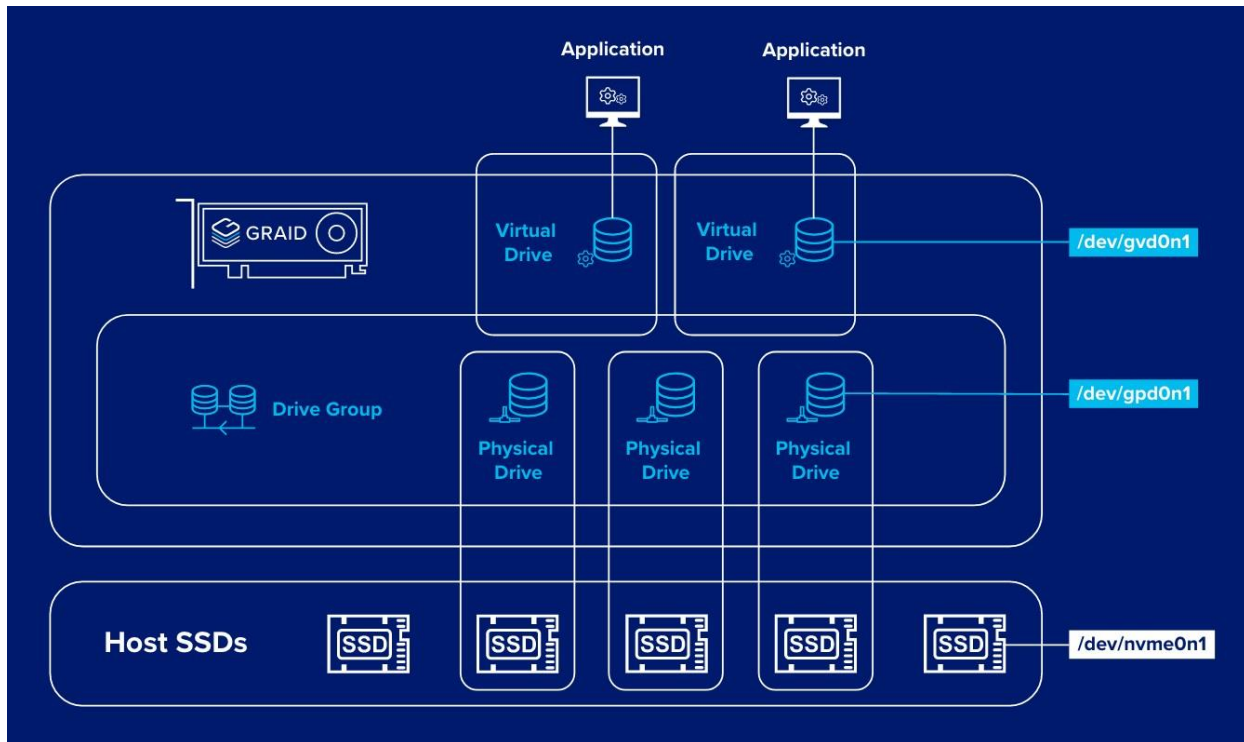 Application
Application
GRAID
Virtual
Drive
Virtual
Drive
/dev/gvd0n1
Drive Group
/dev/gpd0n1
Physical
Drive
Physical
Drive
Physical
Drive
Host SSDs
SSD
SSD
SSD
SSD
SSD
/dev/nvme0n1